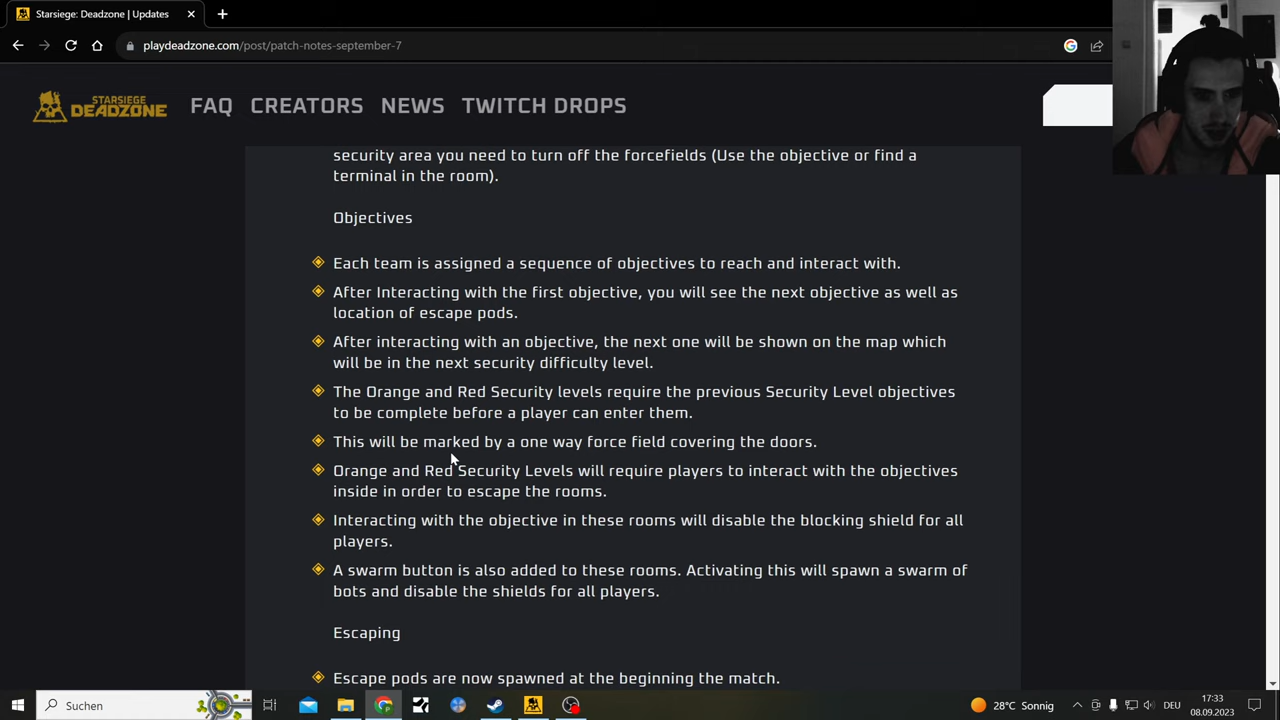 Starsiege: Deadzone | Updates
playdeadzone.com/post/patch-notes-september-7
STARSIEGE
DEADZONE
FAQ CREATORS NEWS TWITCH DROPS
security area you need to turn off the forcefields (Use the objective or find a
terminal in the room).
Objectives
Each team is assigned a sequence of objectives to reach and interact with.
After Interacting with the first objective, you will see the next objective as well as
location of escape pods.
After interacting with an objective, the next one will be shown on the map which
will be in the next security difficulty level.
The Orange and Red Security levels require the previous Security Level objectives
to be complete before a player can enter them.
This will be marked by a one way force field covering the doors.
Orange and Red Security Levels will require players to interact with the objectives
inside in order to escape the rooms.
Interacting with the objective in these rooms will disable the blocking shield for all
players.
A swarm button is also added to these rooms. Activating this will spawn a swarm of
bots and disable the shields for all players.
Escaping
Escape pods are now spawned at the beginning the match.
Suchen
28°C Sonnig
DEU
17:33
08.09.2023